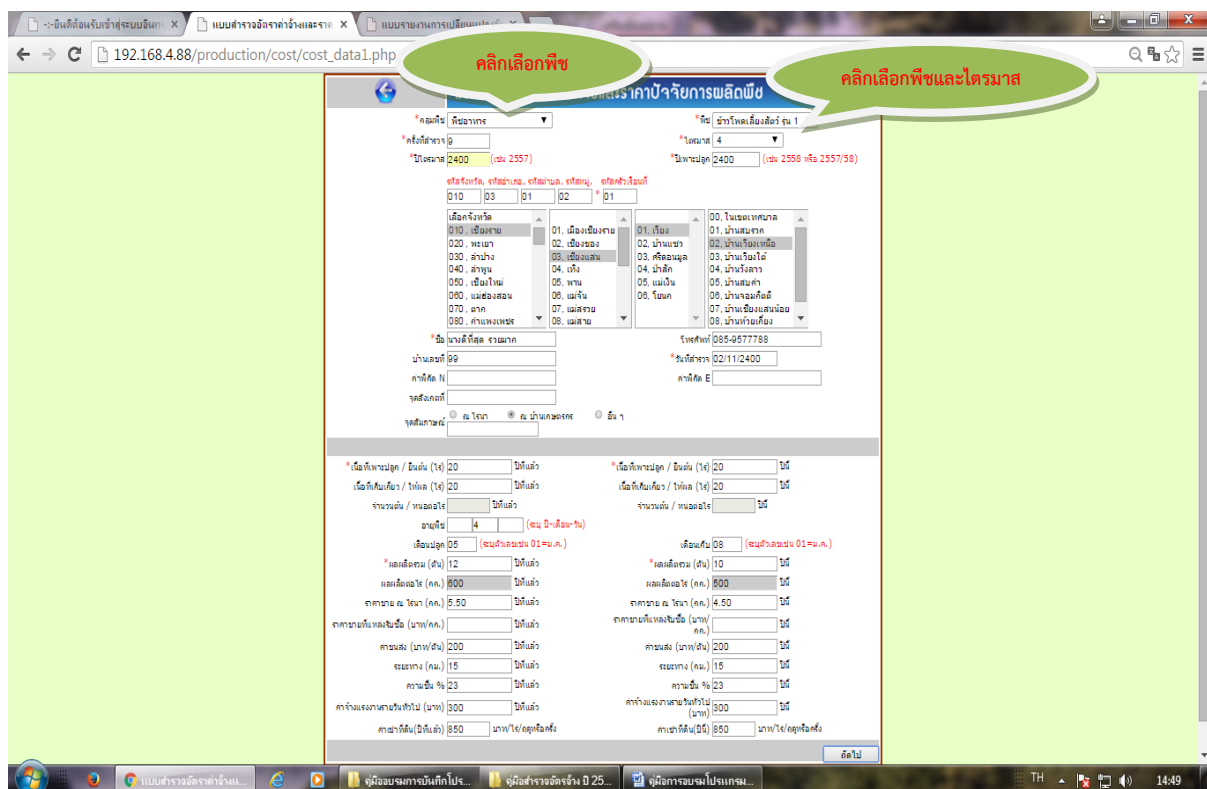 -:-ยินดีต้อนรับเข้าสู่ระบบอินท
แบบสำรวจอัตราค่าจ้างและราค
แบบรายงานการเปลี่ยนแปลง
192.168.4.88/production/cost/cost_data1.php
คลิกเลือกพืช
คลิกเลือกพืชและไตรมาส
ราคาปัจจัยการผลิตพืช
*กลุ่มพืช พืชอาหาร *พืช ข้าวโพดเลี้ยงสัตว์ รุ่น 1
*ครั้งที่สำรวจ 9 *ไตรมาส 4
*ปีไตรมาส 2400 (เช่น 2557) *ปีเพาะปลูก 2400 (เช่น 2558 หรือ 2557/58)
รหัสจังหวัด, รหัสอำเภอ, รหัสตำบล, รหัสหมู่, รหัสครัวเรือนที่
010 03 01 02 * 01
เลือกจังหวัด 00, ในเขตเทศบาล
010 , เชียงราย 01, เมืองเชียงราย 01, เวียง 01, บ้านสบรวก
020 , พะเยา 02, เชียงของ 02, บ้านแซว 02, บ้านเวียงเหนือ
030 , ลำปาง 03, เชียงแสน 03, ศรีดอนมูล 03, บ้านเวียงใต้
040 , ลำพูน 04, เทิง 04, ป่าสัก 04, บ้านวังลาว
050 , เชียงใหม่ 05, พาน 05, แม่เงิน 05, บ้านสบคำ
060 , แม่ฮ่องสอน 06, แม่จัน 06, โยนก 06, บ้านจอมกิตติ
070 , ตาก 07, แม่สรวย 07, บ้านเชียงแสนน้อย
080 , กำแพงเพชร 08, แม่สาย 08, บ้านห้วยเกี๋ยง
*ชื่อ นางดีที่สุด รวยมาก โทรศัพท์ 085-9577788
บ้านเลขที่ 99 *วันที่สำรวจ 02/11/2400
ค่าพิกัด N ค่าพิกัด E
จุดสังเกตที่
จุดสัมภาษณ์ ณ ไร่นา ณ บ้านเกษตรกร อื่น ๆ
*เนื้อที่เพาะปลูก / ยืนต้น (ไร่) 20 ปีที่แล้ว *เนื้อที่เพาะปลูก / ยืนต้น (ไร่) 20 ปีนี้
เนื้อที่เก็บเกี่ยว / ให้ผล (ไร่) 20 ปีที่แล้ว เนื้อที่เก็บเกี่ยว / ให้ผล (ไร่) 20 ปีนี้
จำนวนต้น / หน่อต่อไร่ ปีที่แล้ว จำนวนต้น / หน่อต่อไร่ ปีนี้
อายุพืช 4 (ระบุ ปี-เดือน-วัน)
เดือนปลูก 05 (ระบุตัวเลขเช่น 01=ม.ค.) เดือนเก็บ 08 (ระบุตัวเลขเช่น 01=ม.ค.)
*ผลผลิตรวม (ตัน) 12 ปีที่แล้ว *ผลผลิตรวม (ตัน) 10 ปีนี้
ผลผลิตต่อไร่ (กก.) 600 ปีที่แล้ว ผลผลิตต่อไร่ (กก.) 500 ปีนี้
ราคาขาย ณ ไร่นา (กก.) 5.50 ปีที่แล้ว ราคาขาย ณ ไร่นา (กก.) 4.50 ปีนี้
ราคาขายที่แหล่งรับซื้อ (บาท/กก.) ปีที่แล้ว ราคาขายที่แหล่งรับซื้อ (บาท/กก.) ปีนี้
ค่าขนส่ง (บาท/ตัน) 200 ปีที่แล้ว ค่าขนส่ง (บาท/ตัน) 200 ปีนี้
ระยะทาง (กม.) 15 ปีที่แล้ว ระยะทาง (กม.) 15 ปีนี้
ความชื้น % 23 ปีที่แล้ว ความชื้น % 23 ปีนี้
ค่าจ้างแรงงานรายวันทั่วไป (บาท) 300 ปีที่แล้ว ค่าจ้างแรงงานรายวันทั่วไป (บาท) 300 ปีนี้
ค่าเช่าที่ดิน(ปีที่แล้ว) 850 บาท/ไร่/ฤดูหรือครั้ง ค่าเช่าที่ดิน(ปีนี้) 850 บาท/ไร่/ฤดูหรือครั้ง
ถัดไป
แบบสำรวจอัตราค่าจ้างแ...
คู่มืออบรมการบันทึกโปร...
คู่มือสำรวจอัตรจ้าง ปี 25...
คู่มือการอบรมโปรแกรม...
TH
14:49